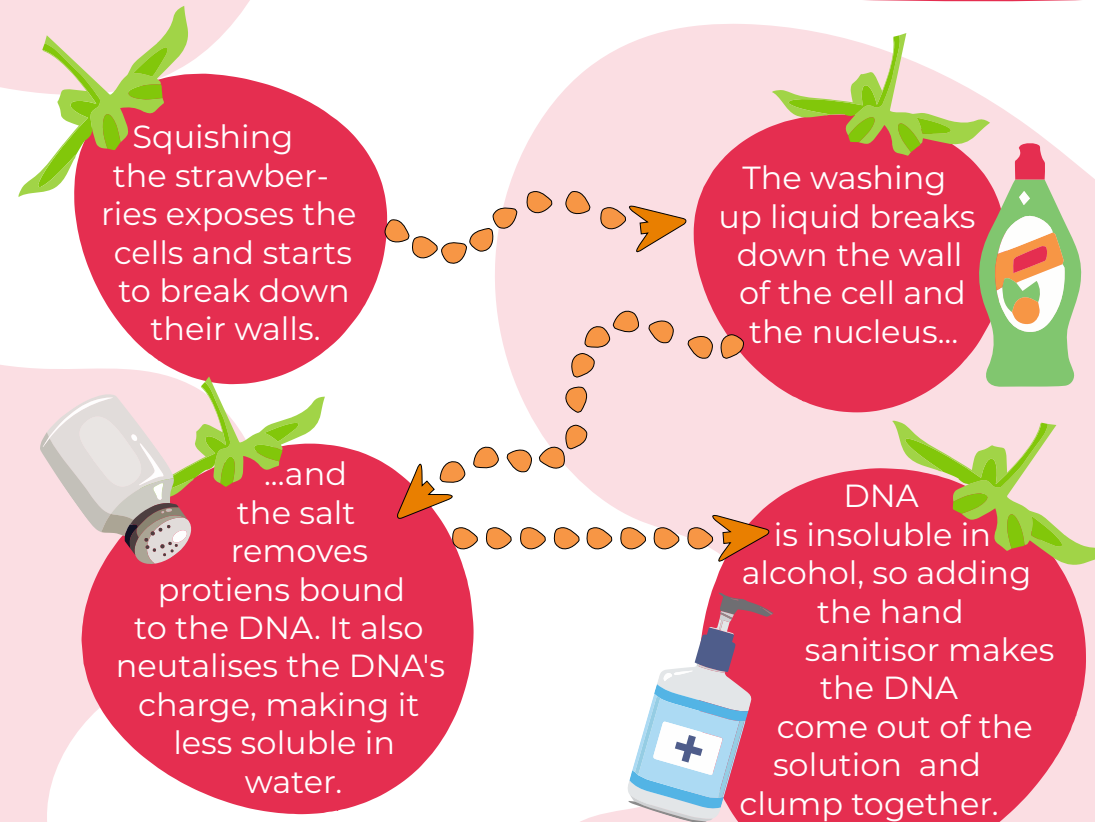 Squishing
the strawber-
ries exposes the
cells and starts
to break down
their walls.
The washing
up liquid breaks
down the wall
of the cell and
the nucleus...
...and
the salt
removes
protiens bound
to the DNA. It also
neutalises the DNA's
charge, making it
less soluble in
water.
DNA
is insoluble in
alcohol, so adding
the hand
sanitisor makes
the DNA
come out of the
solution and
clump together.